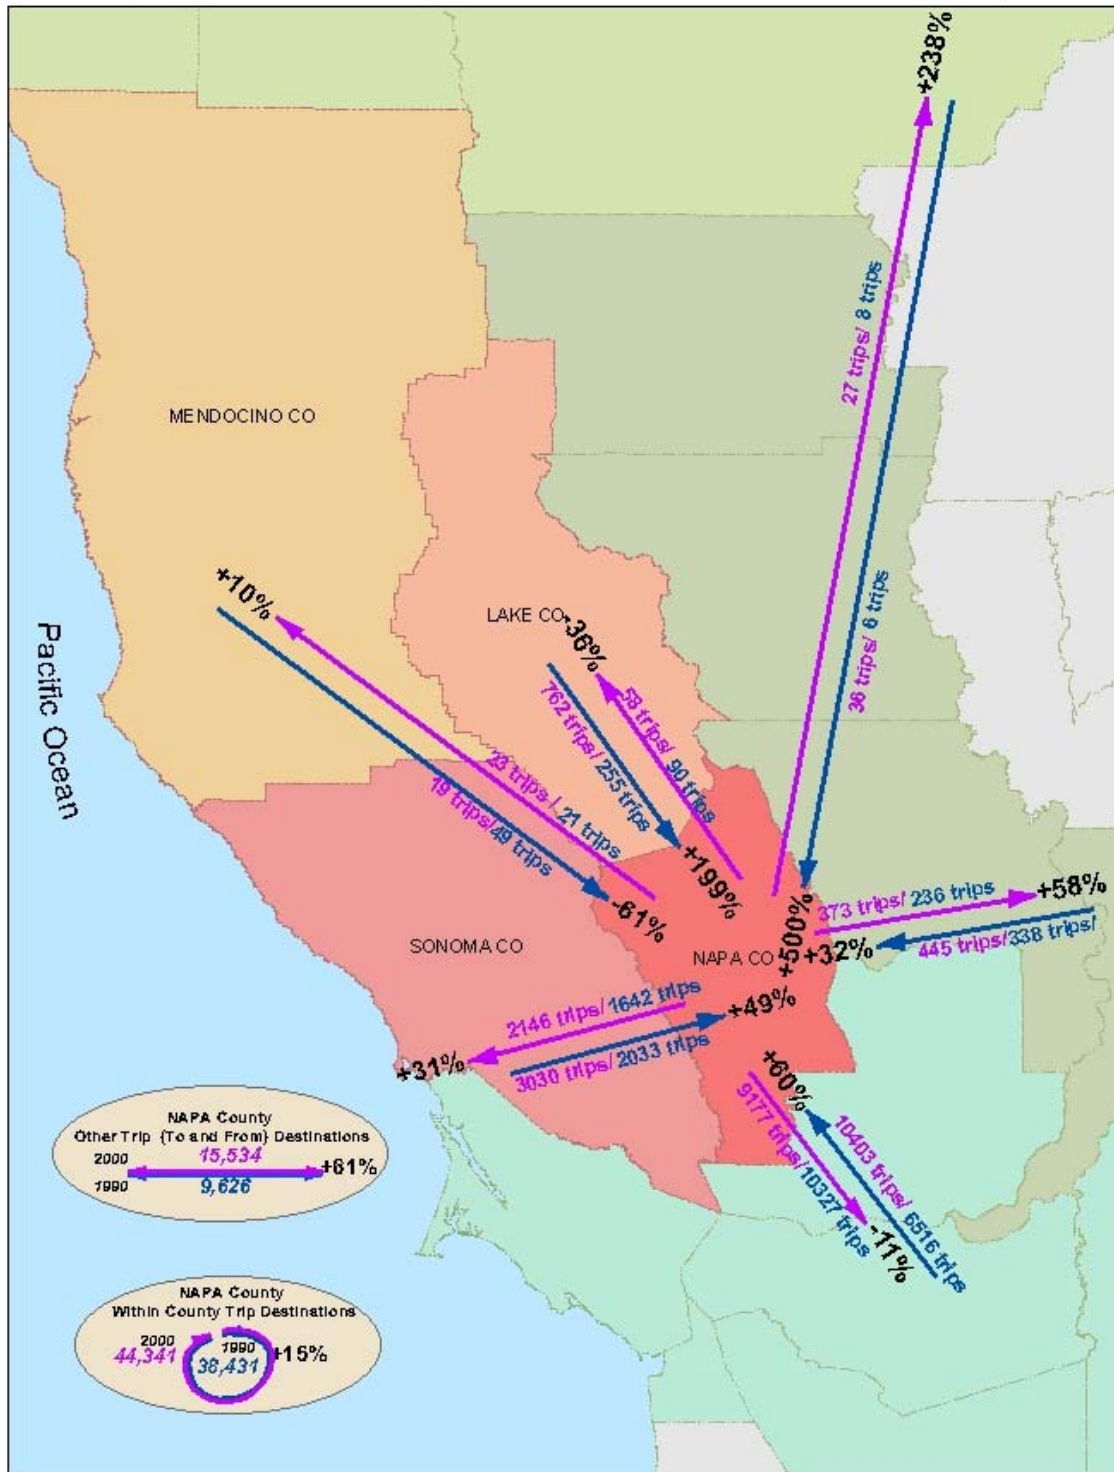 +238%
27 trips/ 8 trips
36 trips/ 6 trips
MENDOCINO CO
+10%
LAKE CO
-36%
58 trips/ 90 trips
762 trips/ 255 trips
23 trips / 21 trips
19 trips/49 trips
Pacific Ocean
+199%
-61%
+500%
373 trips/ 236 trips
+58%
445 trips/338 trips/
+32%
SONOMA CO
NAPA CO
2146 trips/ 1642 trips
+49%
+31%
3030 trips/ 2033 trips
+60%
9177 trips/10327 trips
10403 trips/ 6516 trips
-11%
NAPA County
Other Trip (To and From) Destinations
2000 15,534
+61%
1990 9,626
NAPA County
Within County Trip Destinations
2000 44,341
1990 38,431
+15%